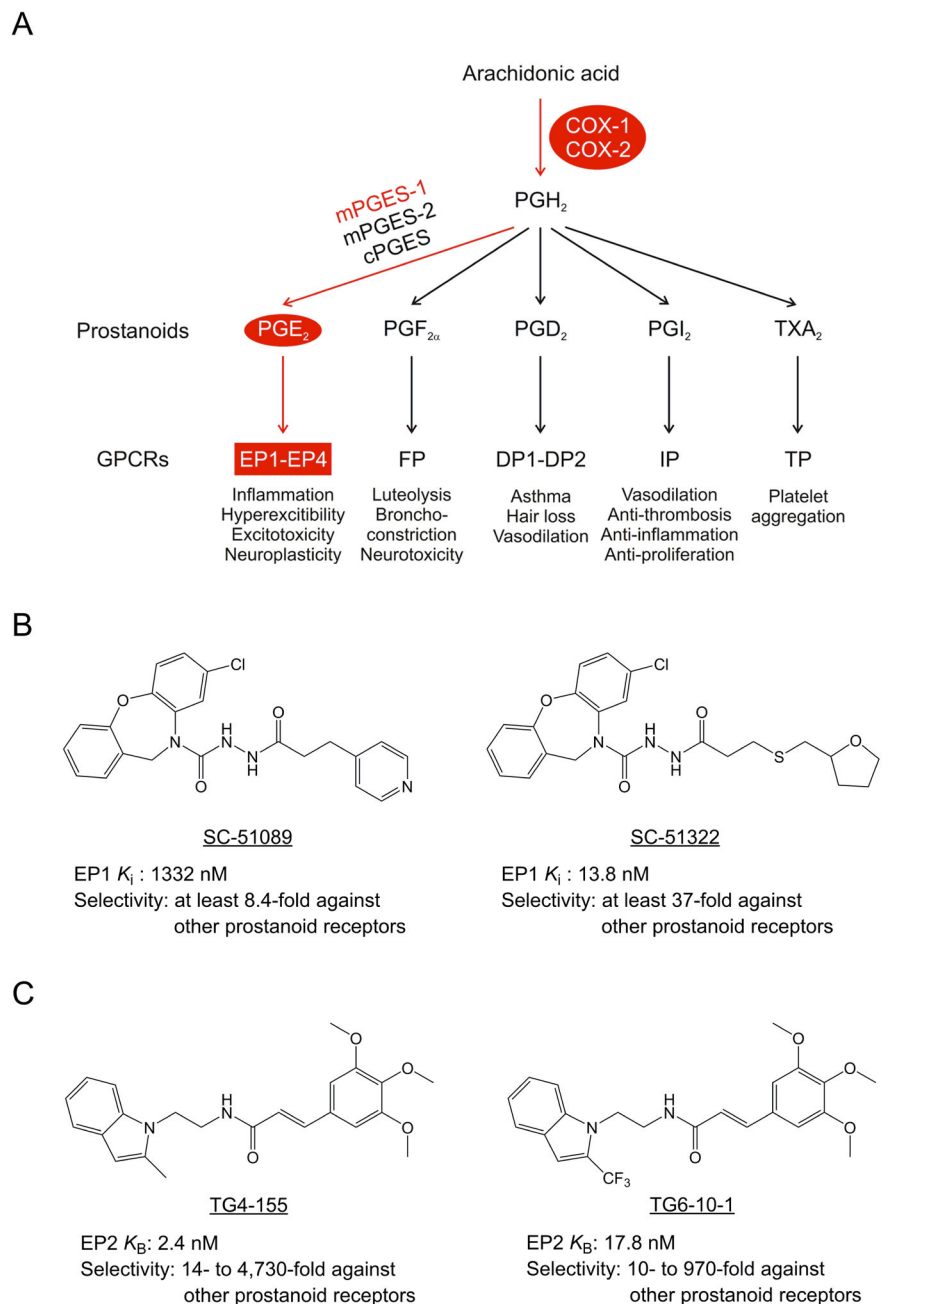 A
Arachidonic acid
COX-1
COX-2
mPGES-1
mPGES-2
cPGES
PGH₂
Prostanoids PGE₂ PGF₂α PGD₂ PGI₂ TXA₂
GPCRs EP1-EP4 FP DP1-DP2 IP TP
Inflammation
Hyperexcitibility
Excitotoxicity
Neuroplasticity
Luteolysis
Broncho-
constriction
Neurotoxicity
Asthma
Hair loss
Vasodilation
Vasodilation
Anti-thrombosis
Anti-inflammation
Anti-proliferation
Platelet
aggregation
B
Cl
O
N
H
N
N
H
O
O
N
SC-51089
EP1 Ki : 1332 nM
Selectivity: at least 8.4-fold against
other prostanoid receptors
Cl
O
N
H
N
N
H
O
O
S
O
SC-51322
EP1 Ki : 13.8 nM
Selectivity: at least 37-fold against
other prostanoid receptors
C
N
H
N
O
O
O
O
TG4-155
EP2 KB: 2.4 nM
Selectivity: 14- to 4,730-fold against
other prostanoid receptors
N
CF₃
H
N
O
O
O
O
TG6-10-1
EP2 KB: 17.8 nM
Selectivity: 10- to 970-fold against
other prostanoid receptors